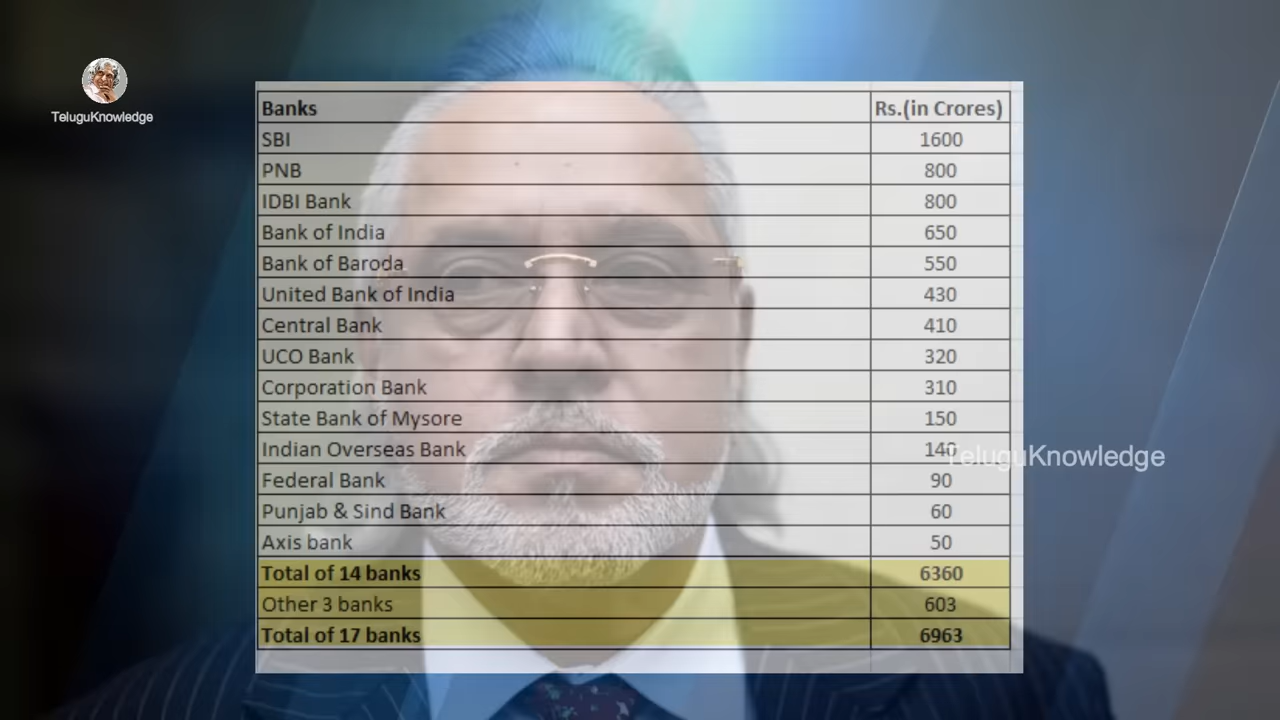 TeluguKnowledge
Banks Rs.(in Crores)
SBI 1600
PNB 800
IDBI Bank 800
Bank of India 650
Bank of Baroda 550
United Bank of India 430
Central Bank 410
UCO Bank 320
Corporation Bank 310
State Bank of Mysore 150
Indian Overseas Bank 140
TeluguKnowledge
Federal Bank 90
Punjab & Sind Bank 60
Axis bank 50
Total of 14 banks 6360
Other 3 banks 603
Total of 17 banks 6963